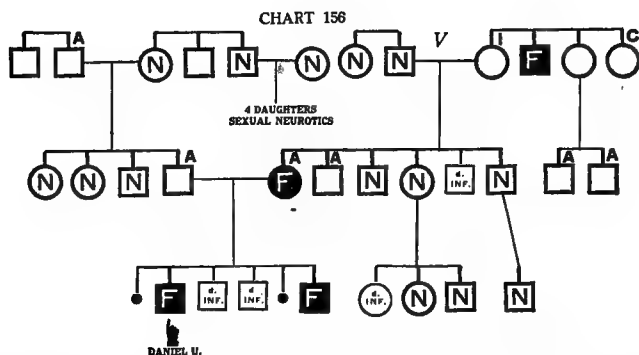 CHART 156
A V C
N N N N N F
4 DAUGHTERS
SEXUAL NEUROTICS
A A A A A
N N N F N N d. INF. N
F d. INF. d. INF. F d. INF. N N N
DANIEL U.